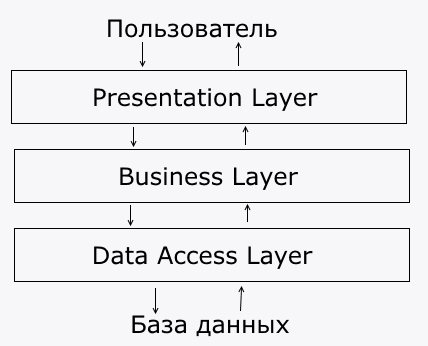 Пользователь
Presentation Layer
Business Layer
Data Access Layer
База данных